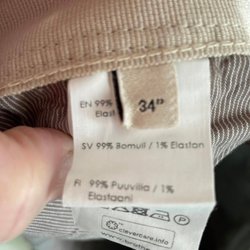 EN 99%
Elast
34"
SV 99% Bomull / 1% Elastan
FI 99% Puuvilla / 1%
Elastaani
P
clevercare.info